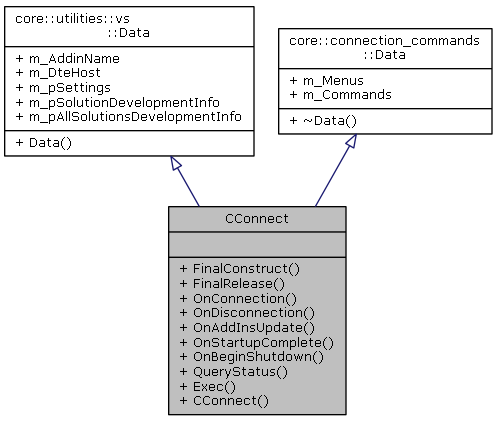 core::utilities::vs
::Data
+ m_AddinName
+ m_DteHost
+ m_pSettings
+ m_pSolutionDevelopmentInfo
+ m_pAllSolutionsDevelopmentInfo
+ Data()
core::connection_commands
::Data
+ m_Menus
+ m_Commands
+ ~Data()
CConnect
+ FinalConstruct()
+ FinalRelease()
+ OnConnection()
+ OnDisconnection()
+ OnAddInsUpdate()
+ OnStartupComplete()
+ OnBeginShutdown()
+ QueryStatus()
+ Exec()
+ CConnect()